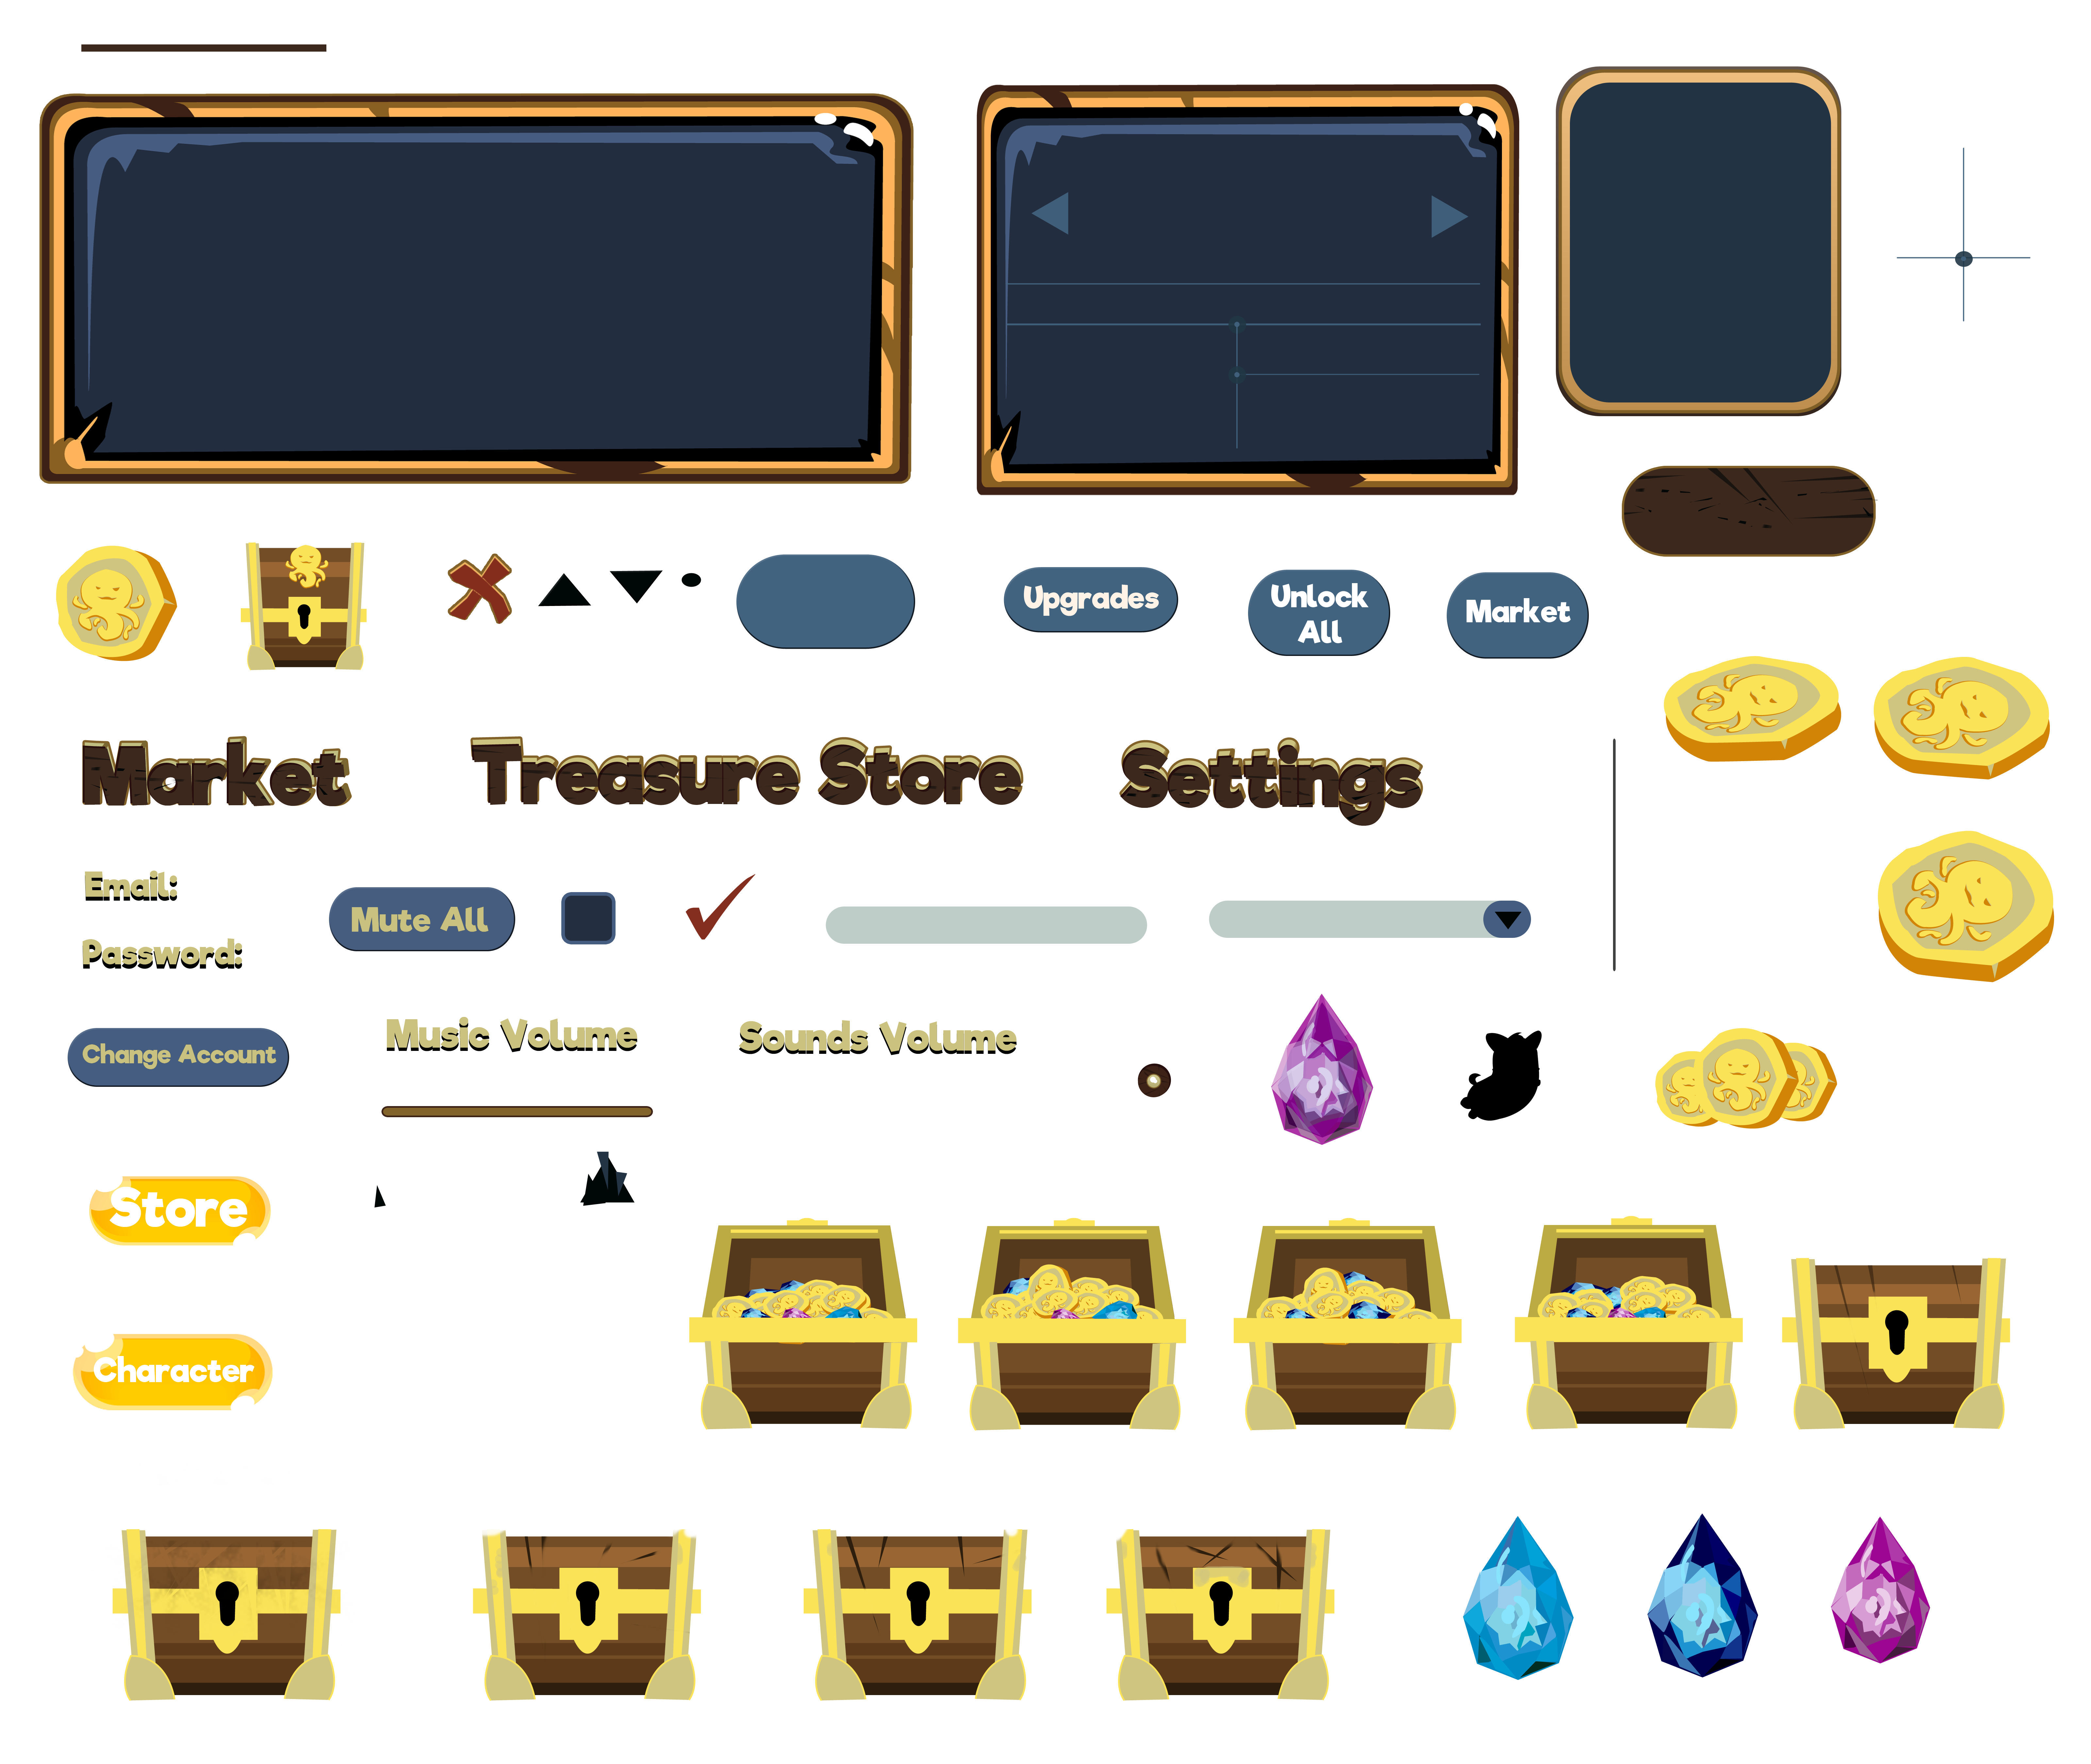 Upgrades
Unlock
All
Market
Market
Treasure Store
Settings
Email:
Mute All
Password:
Change Account
Music Volume
Sounds Volume
Store
Character